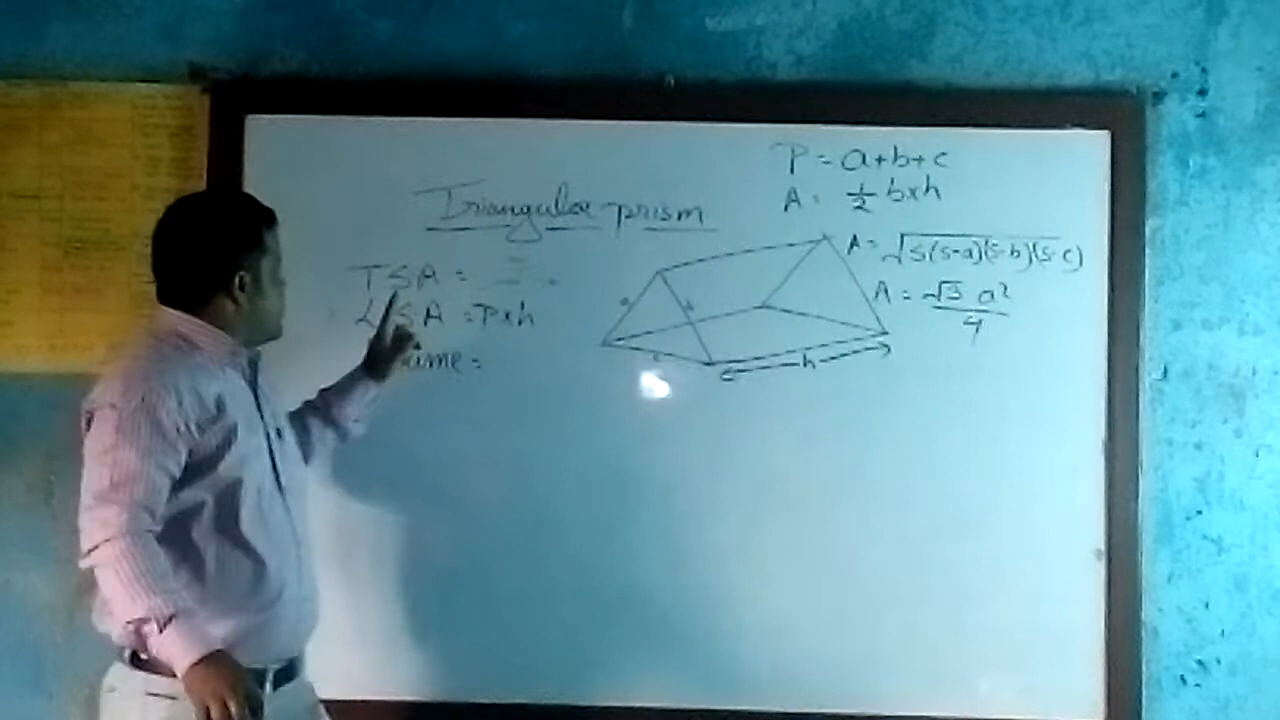 P = a+b+c
A = 1/2 b×h
Triangular prism
A = √s(s-a)(s-b)(s-c)
TSA =
LSA = P×h
A = √3 a²/4
a
b
c
h